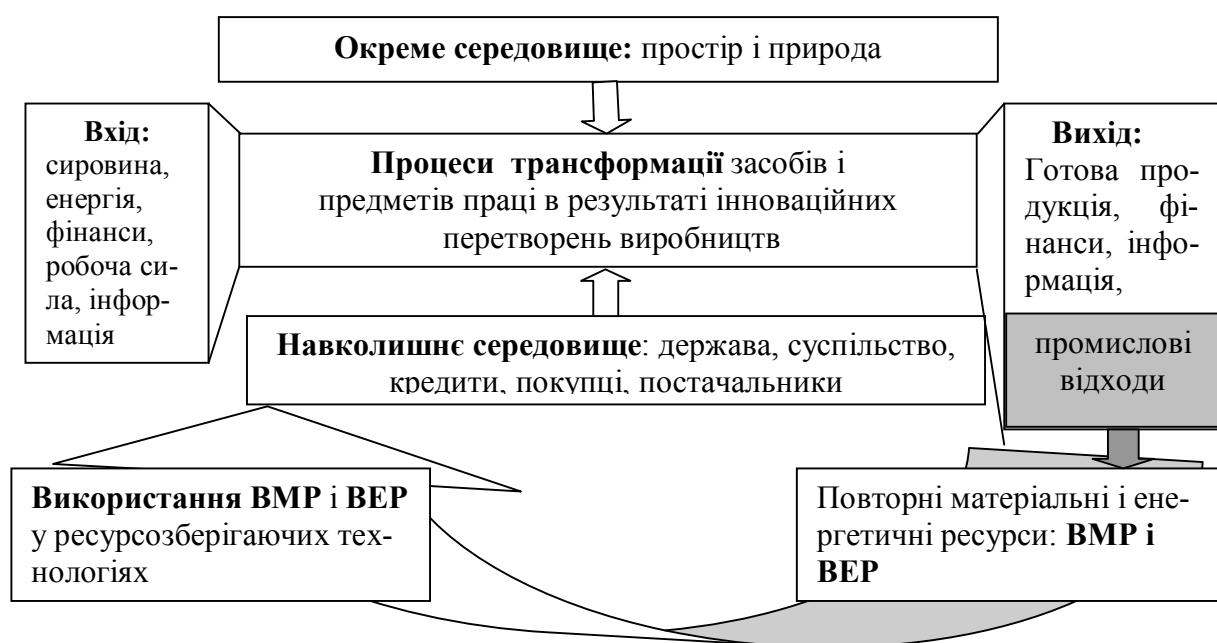 Окреме середовище: простір і природа
Вхід:
сировина,
енергія,
фінанси,
робоча си-
ла, інфор-
мація
Процеси трансформації засобів і
предметів праці в результаті інноваційних
перетворень виробництв
Вихід:
Готова про-
дукція, фі-
нанси, інфо-
рмація,
промислові
відходи
Навколишнє середовище: держава, суспільство,
кредити, покупці, постачальники
Використання ВМР і ВЕР
у ресурсозберігаючих тех-
нологіях
Повторні матеріальні і ене-
ргетичні ресурси: ВМР і
ВЕР